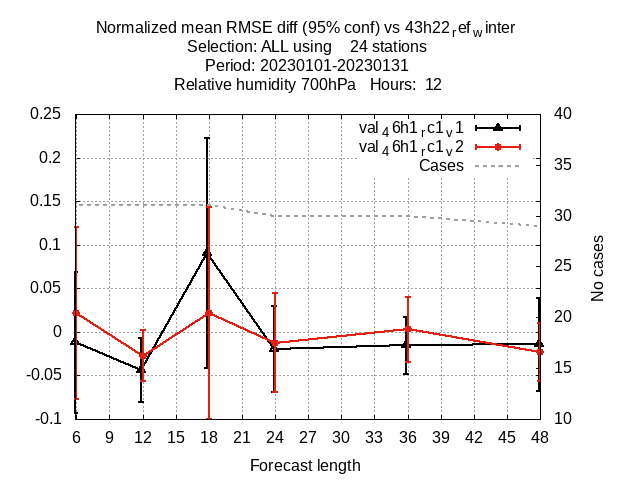 Normalized mean RMSE diff (95% conf) vs 43h22refwinter
Selection: ALL using 24 stations
Period: 20230101-20230131
Relative humidity 700hPa Hours: 12
0.25
0.2
0.15
0.1
0.05
0
-0.05
-0.1
40
35
30
25
20
15
10
val46h1rc1v1
val46h1rc1v2
Cases
No cases
6 9 12 15 18 21 24 27 30 33 36 39 42 45 48
Forecast length